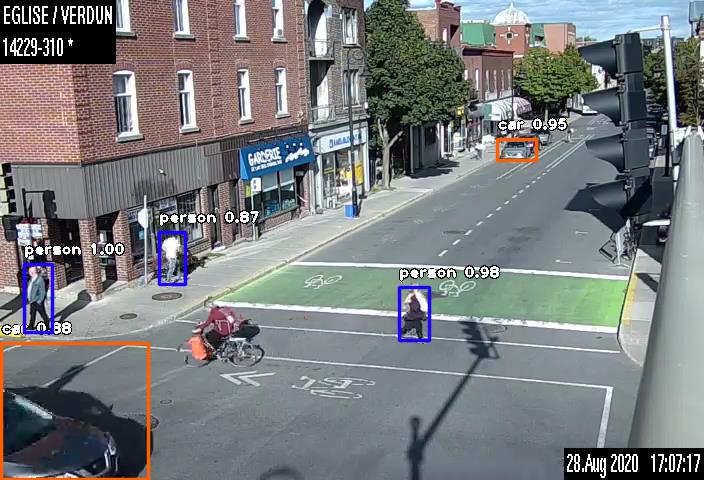 EGLISE / VERDUN
14229-310 *
car 0.95
GARDERIE
person 0.87
person 1.00
person 0.98
car 0.88
28.Aug 2020 17:07:17